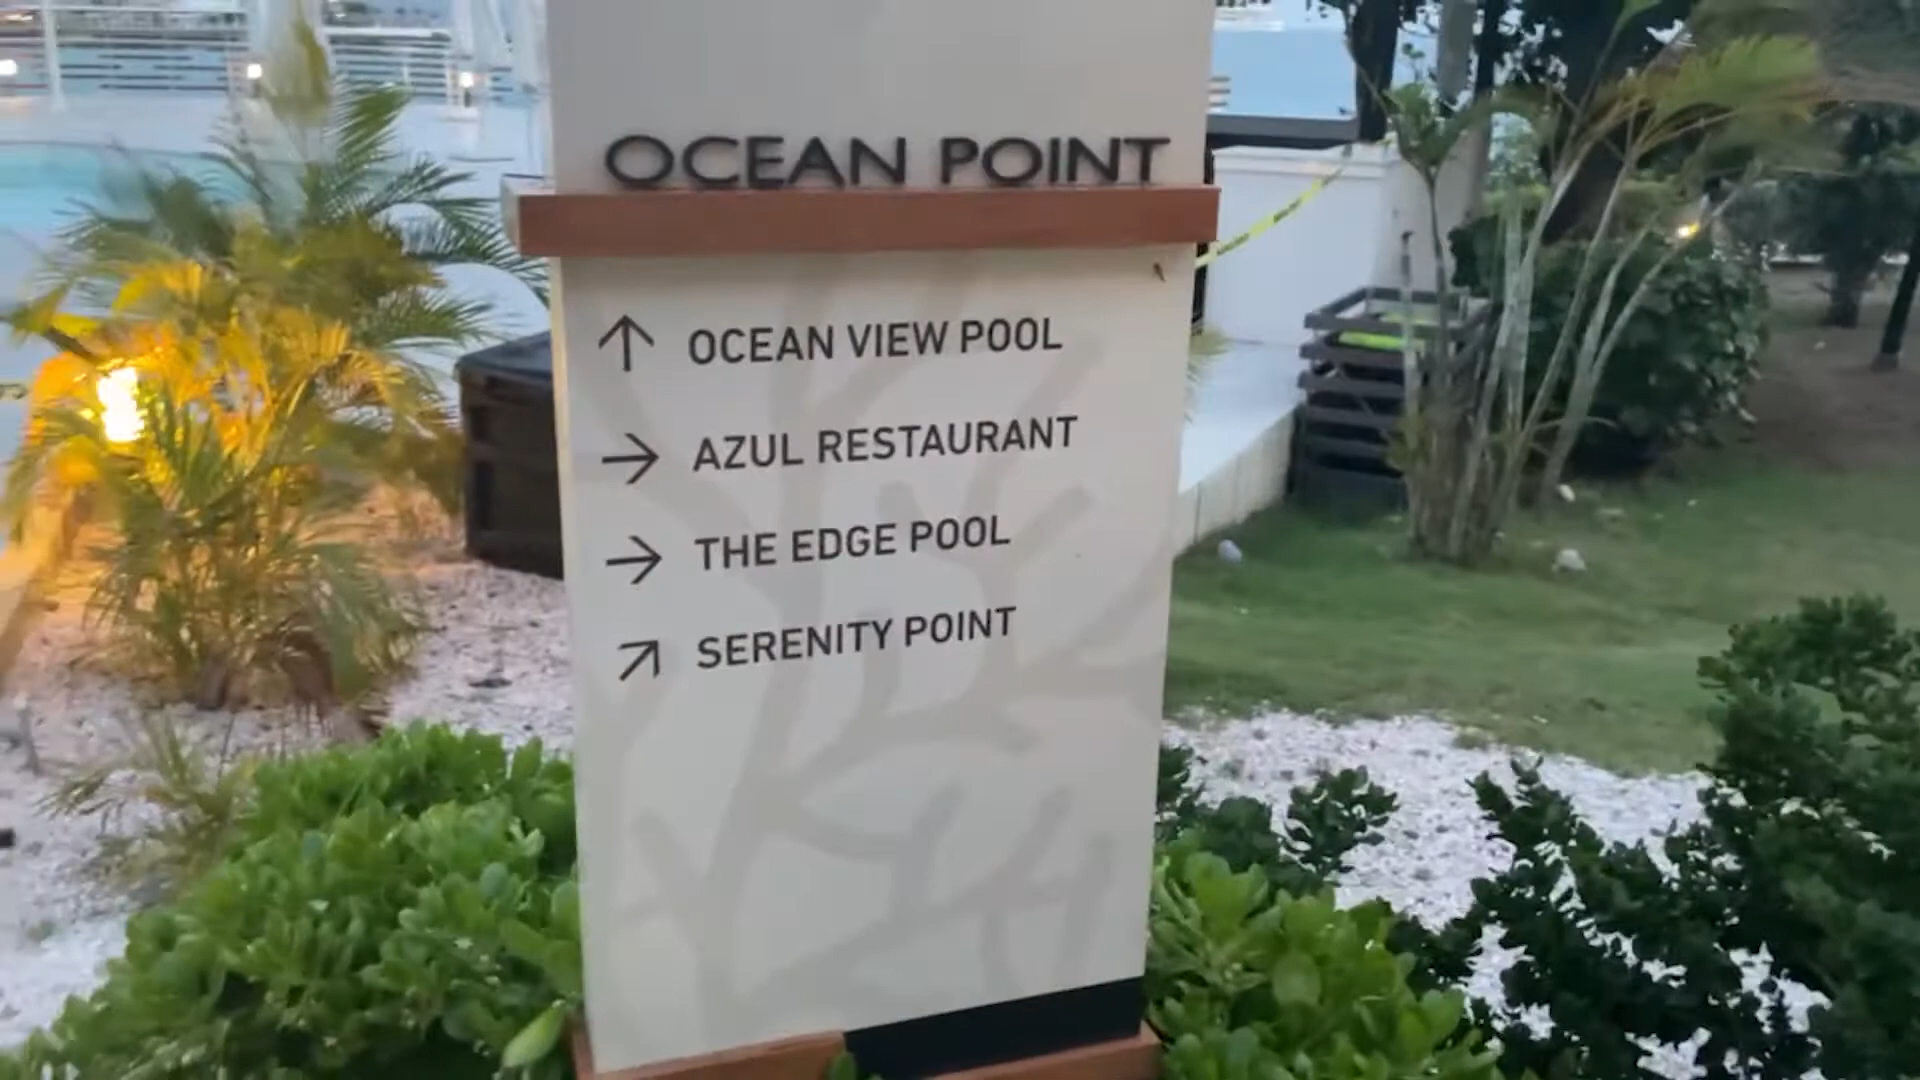 OCEAN POINT
↑ OCEAN VIEW POOL
→ AZUL RESTAURANT
→ THE EDGE POOL
↗ SERENITY POINT